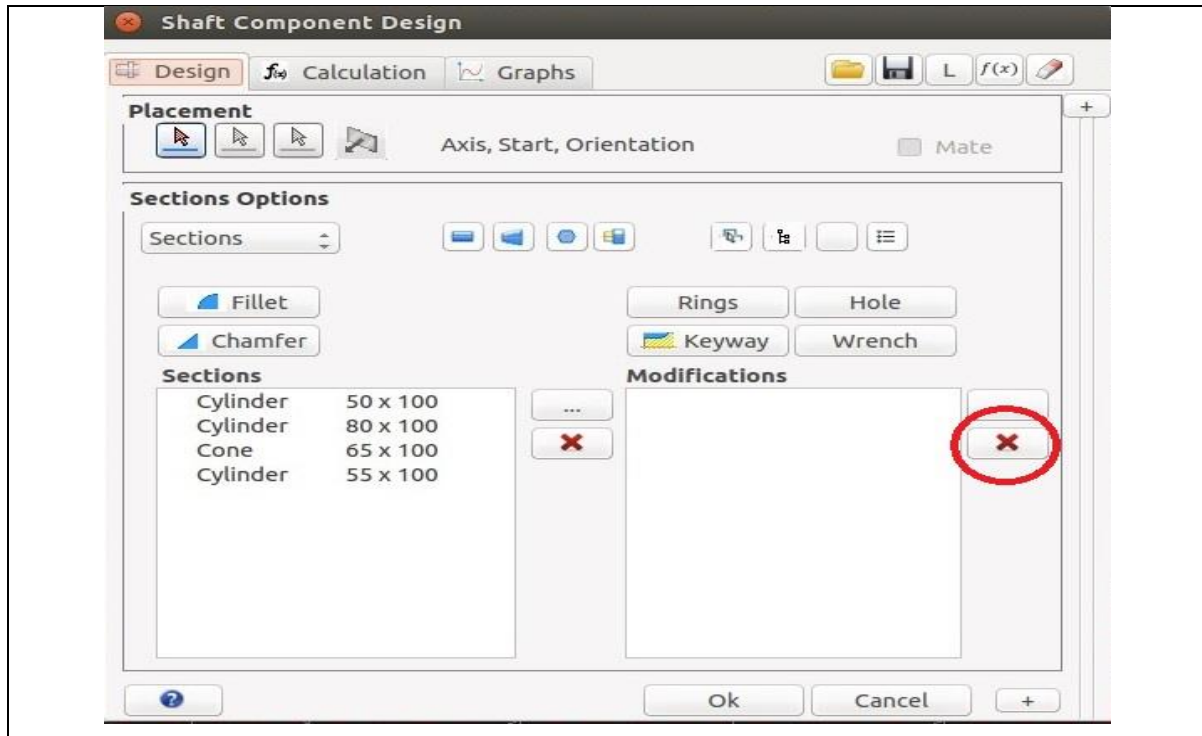 Shaft Component Design
Design f(x) Calculation Graphs L f(x)
Placement +
Axis, Start, Orientation Mate
Sections Options
Sections
Fillet Rings Hole
Chamfer Keyway Wrench
Sections Modifications
Cylinder 50 x 100 ...
Cylinder 80 x 100
Cone 65 x 100
Cylinder 55 x 100
? Ok Cancel +